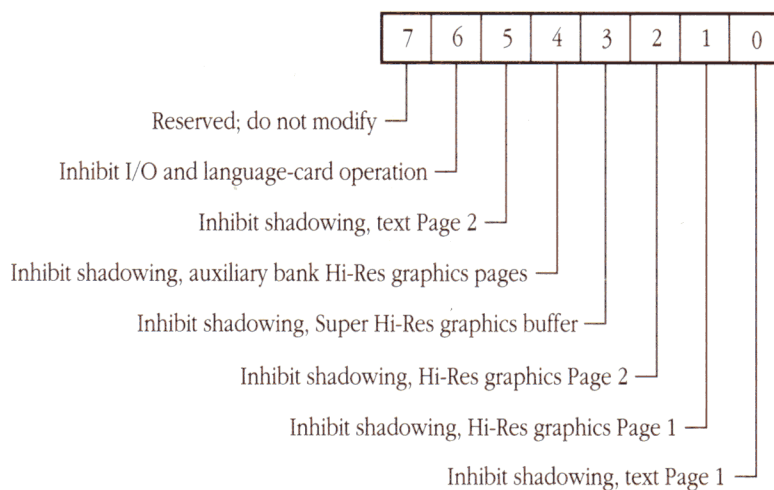 7 6 5 4 3 2 1 0
Reserved; do not modify
Inhibit I/O and language-card operation
Inhibit shadowing, text Page 2
Inhibit shadowing, auxiliary bank Hi-Res graphics pages
Inhibit shadowing, Super Hi-Res graphics buffer
Inhibit shadowing, Hi-Res graphics Page 2
Inhibit shadowing, Hi-Res graphics Page 1
Inhibit shadowing, text Page 1